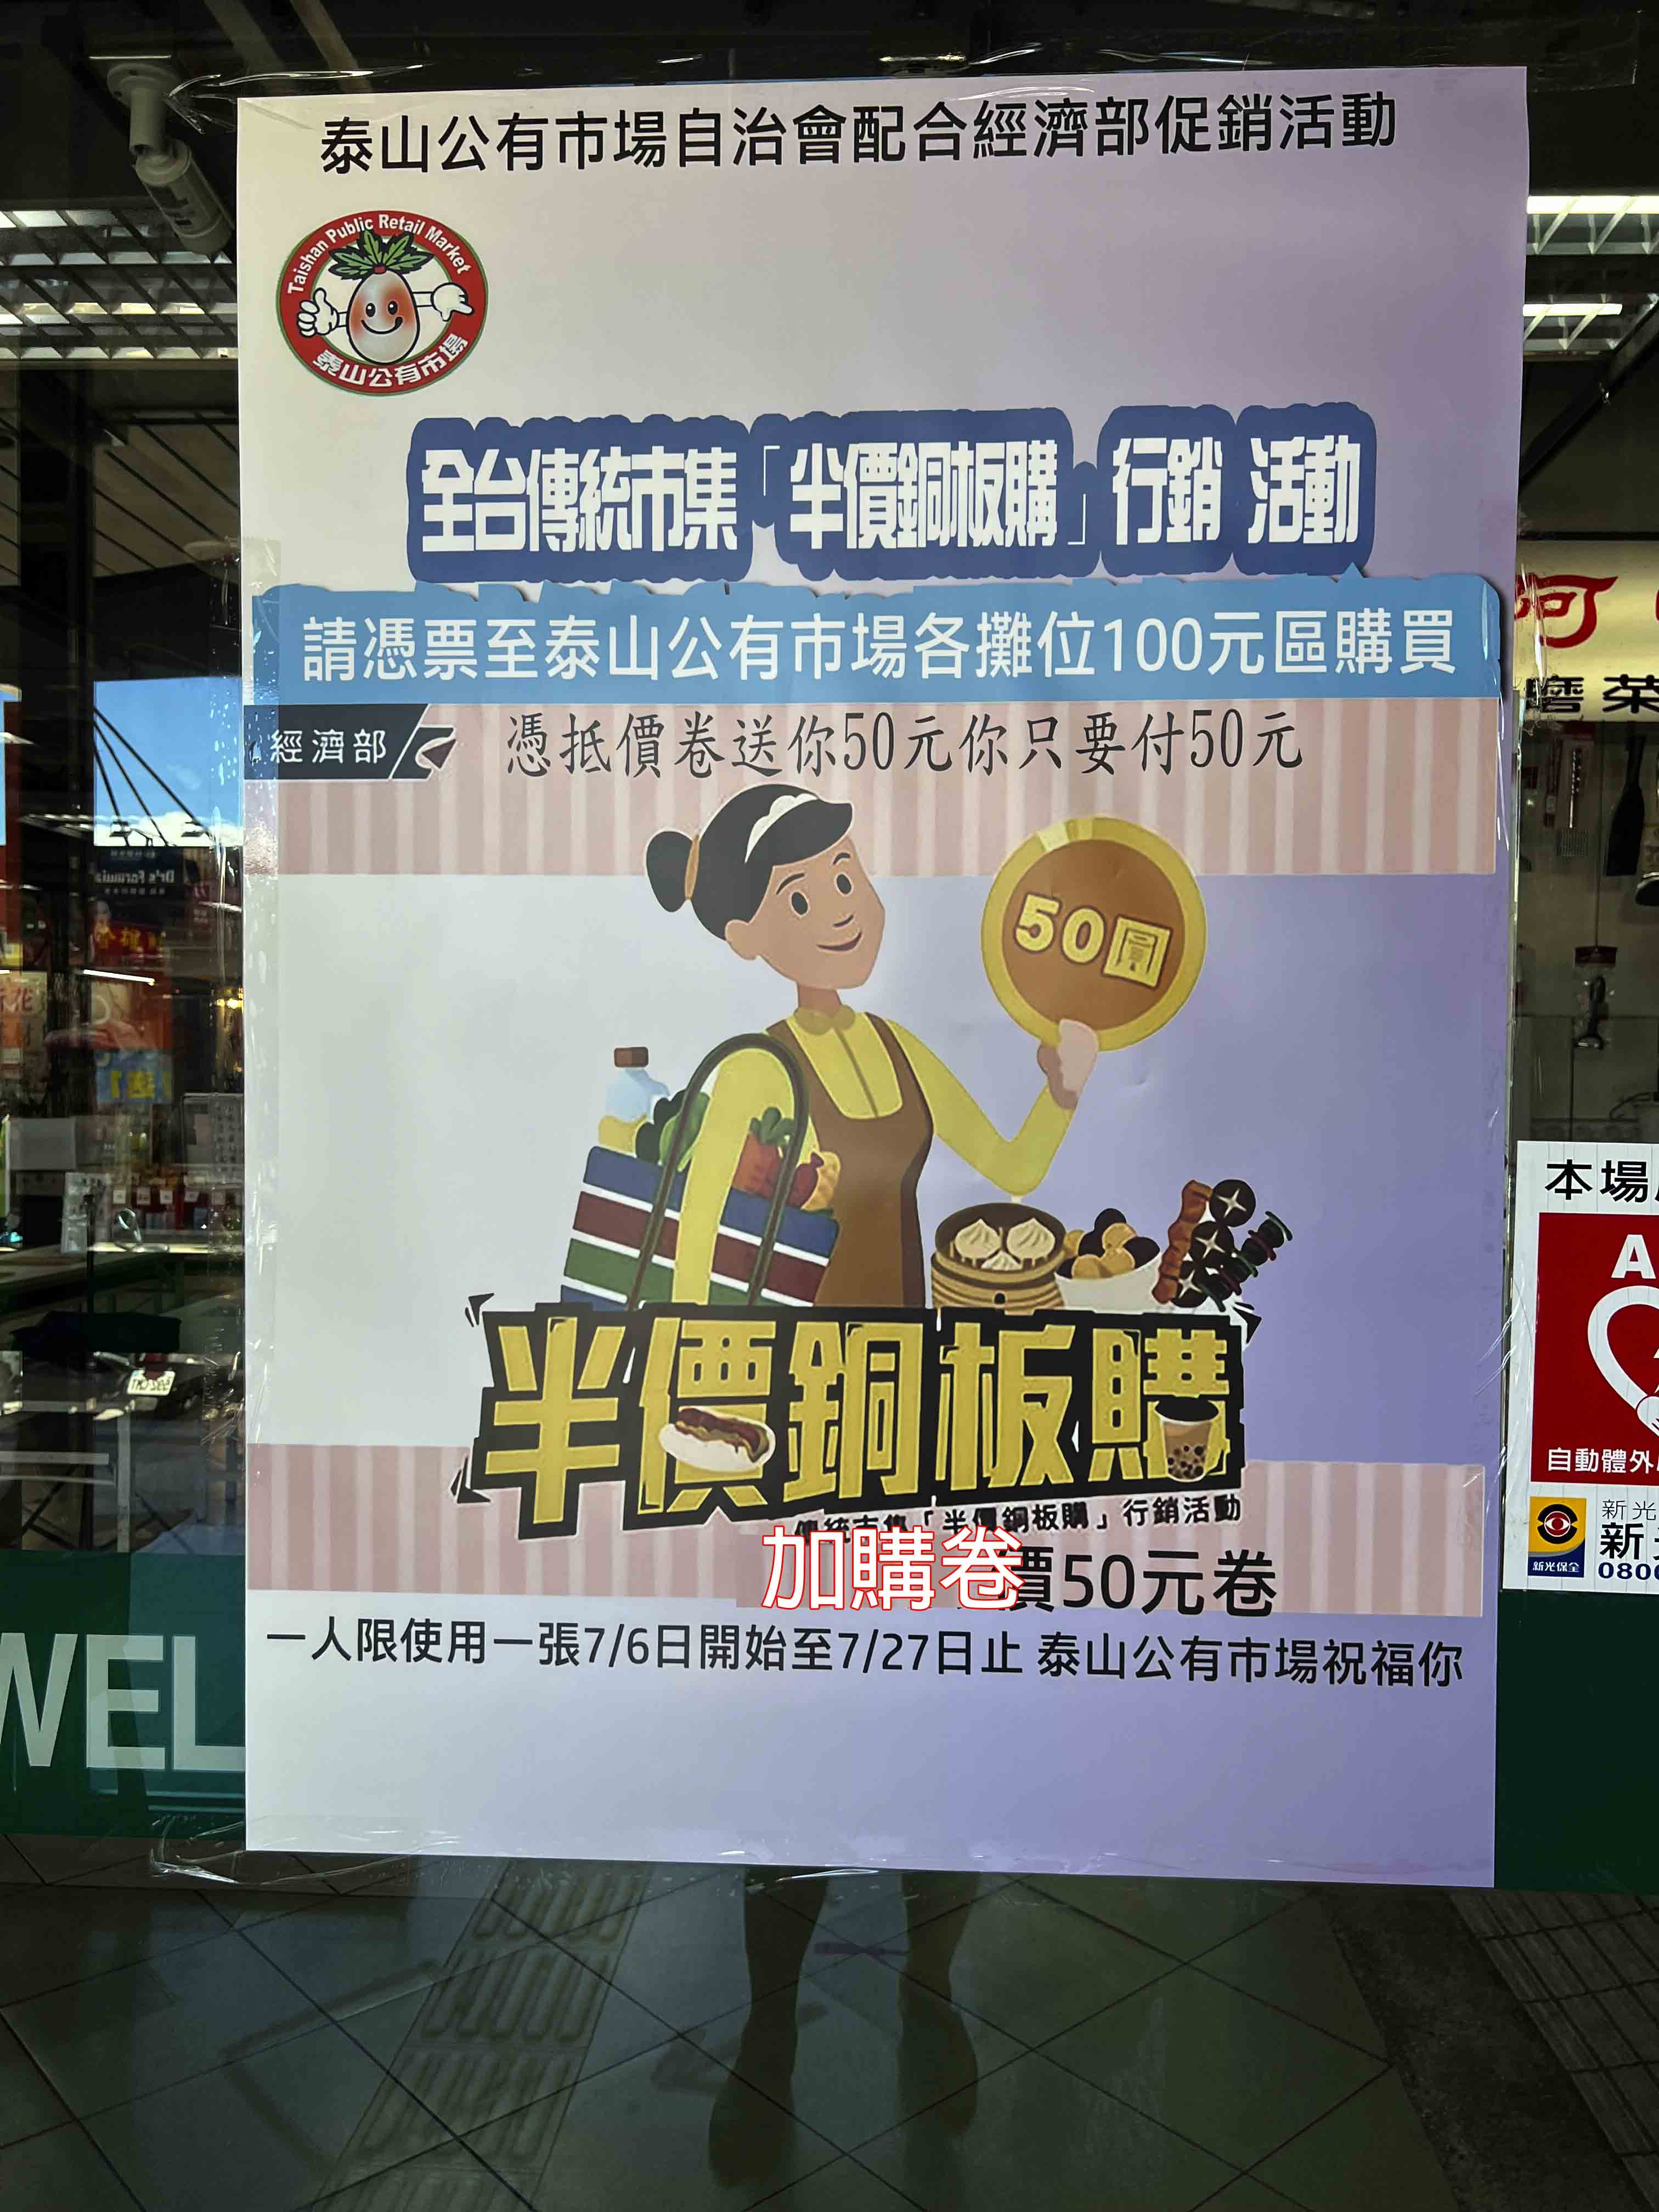 泰山公有市場自治會配合經濟部促銷活動
Taishan Public Retail Market
泰山公有市場
全台傳統市集「半價銅板購」行銷 活動
請憑票至泰山公有市場各攤位100元區購買
經濟部
憑抵價卷送你50元你只要付50元
50圓
半價銅板購
傳統市集「半價銅板購」行銷活動
加購卷
價50元卷
一人限使用一張7/6日開始至7/27日止 泰山公有市場祝福你
WEL
阿
磨菜
本場
A
自動體外
新光保全
新光
新
080